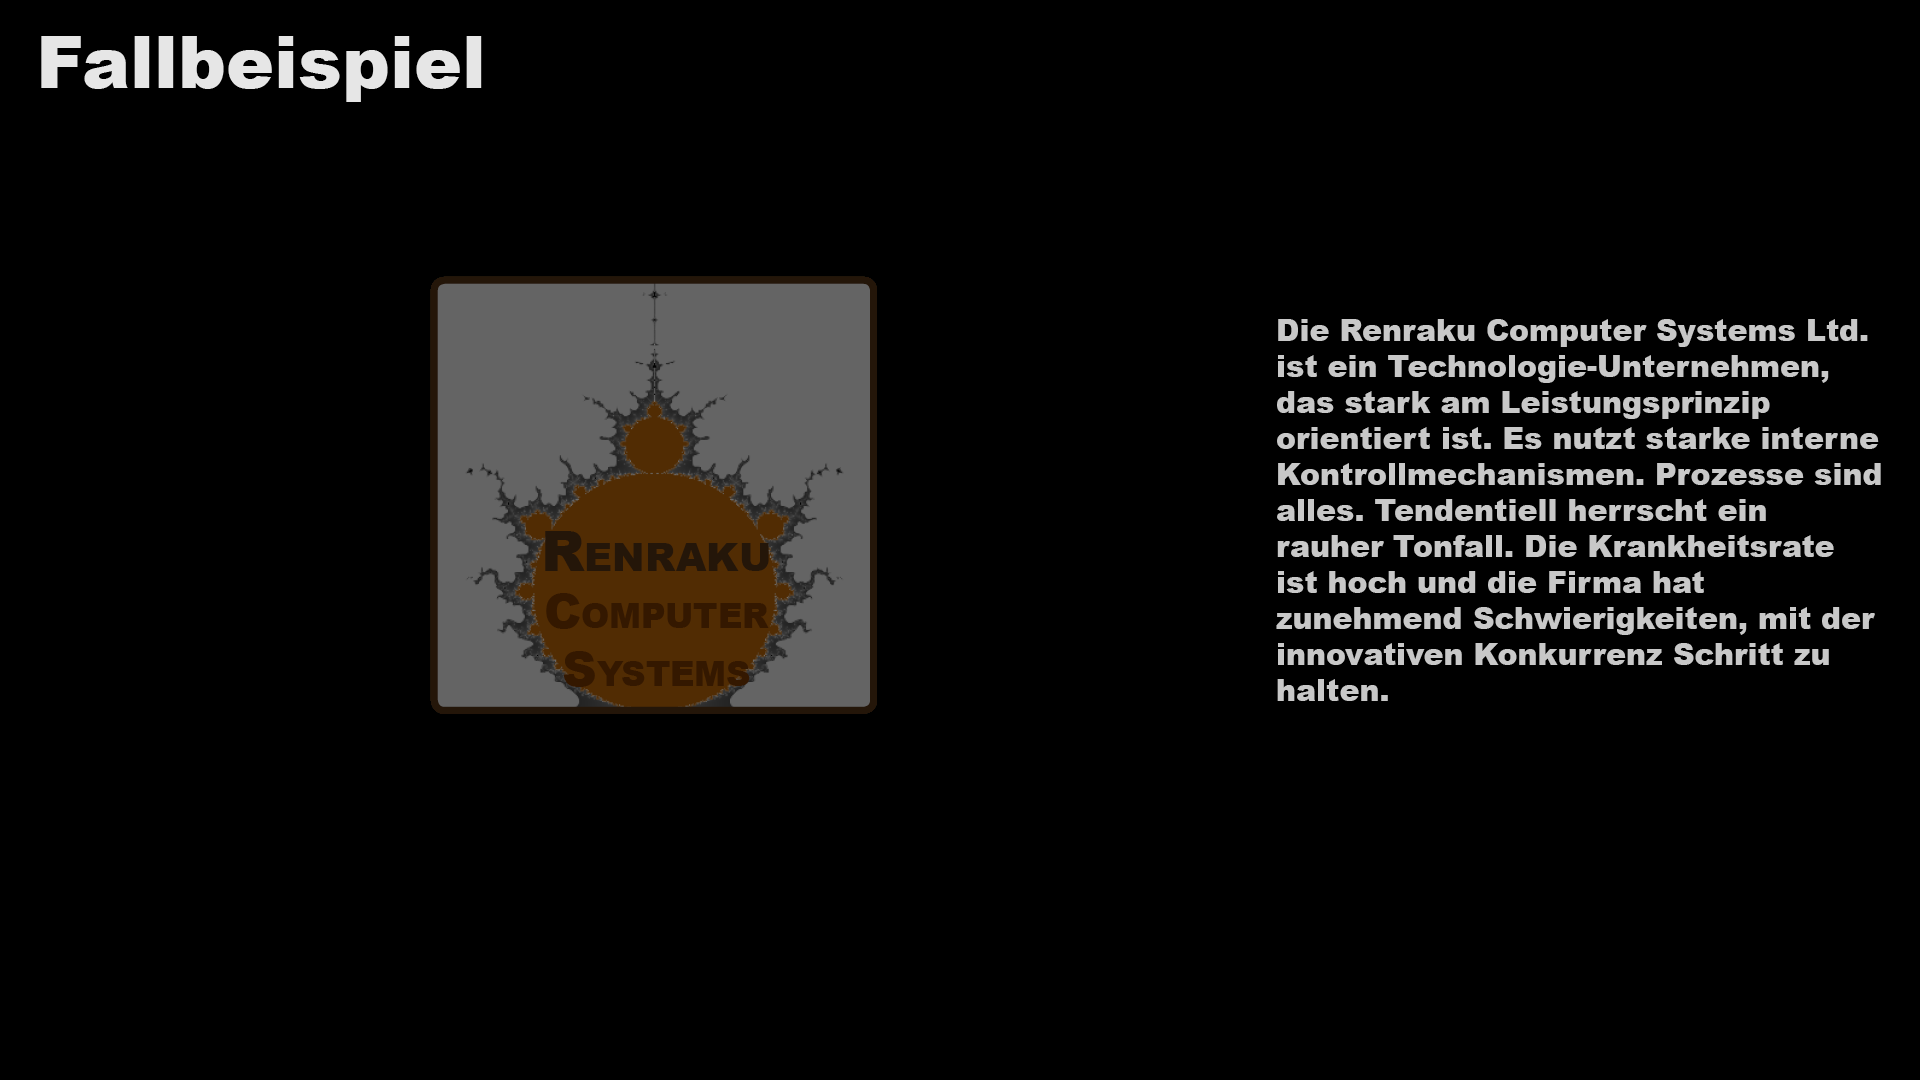 Fallbeispiel
RENRAKU
COMPUTER
SYSTEMS
Die Renraku Computer Systems Ltd.
ist ein Technologie-Unternehmen,
das stark am Leistungsprinzip
orientiert ist. Es nutzt starke interne
Kontrollmechanismen. Prozesse sind
alles. Tendentiell herrscht ein
rauher Tonfall. Die Krankheitsrate
ist hoch und die Firma hat
zunehmend Schwierigkeiten, mit der
innovativen Konkurrenz Schritt zu
halten.